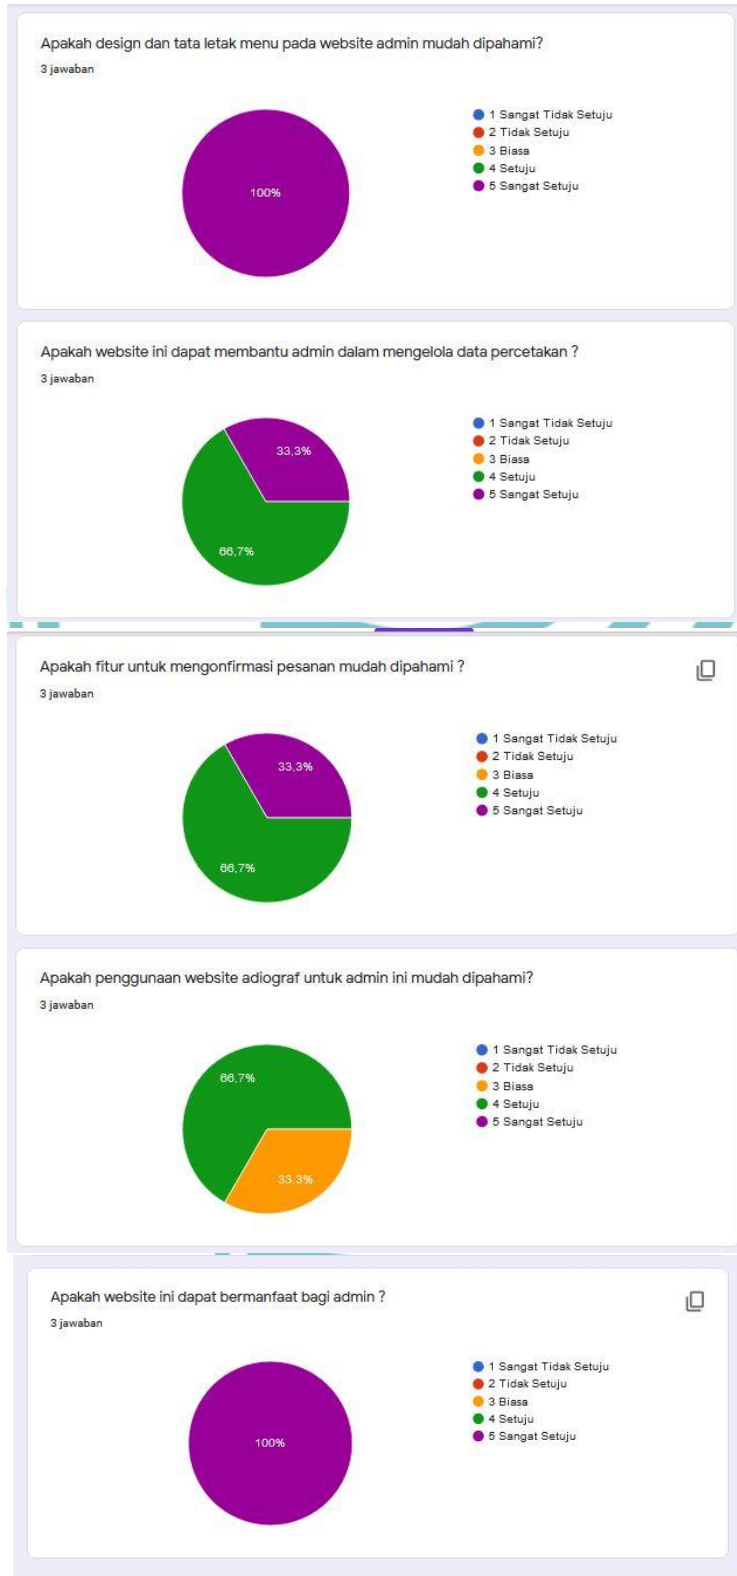 Apakah design dan tata letak menu pada website admin mudah dipahami?
3 jawaban
100%
1 Sangat Tidak Setuju
2 Tidak Setuju
3 Biasa
4 Setuju
5 Sangat Setuju
Apakah website ini dapat membantu admin dalam mengelola data percetakan ?
3 jawaban
33,3%
66,7%
1 Sangat Tidak Setuju
2 Tidak Setuju
3 Biasa
4 Setuju
5 Sangat Setuju
Apakah fitur untuk mengonfirmasi pesanan mudah dipahami ?
3 jawaban
33,3%
66,7%
1 Sangat Tidak Setuju
2 Tidak Setuju
3 Biasa
4 Setuju
5 Sangat Setuju
Apakah penggunaan website adiograf untuk admin ini mudah dipahami?
3 jawaban
66,7%
33,3%
1 Sangat Tidak Setuju
2 Tidak Setuju
3 Biasa
4 Setuju
5 Sangat Setuju
Apakah website ini dapat bermanfaat bagi admin ?
3 jawaban
100%
1 Sangat Tidak Setuju
2 Tidak Setuju
3 Biasa
4 Setuju
5 Sangat Setuju